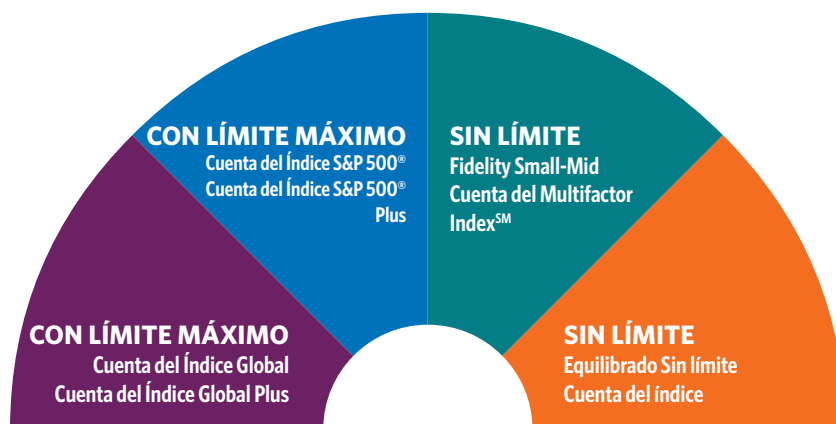 CON LÍMITE MÁXIMO
Cuenta del Índice S&P 500®
Cuenta del Índice S&P 500®
Plus
SIN LÍMITE
Fidelity Small-Mid
Cuenta del Multifactor
Index℠
CON LÍMITE MÁXIMO
Cuenta del Índice Global
Cuenta del Índice Global Plus
SIN LÍMITE
Equilibrado Sin límite
Cuenta del índice